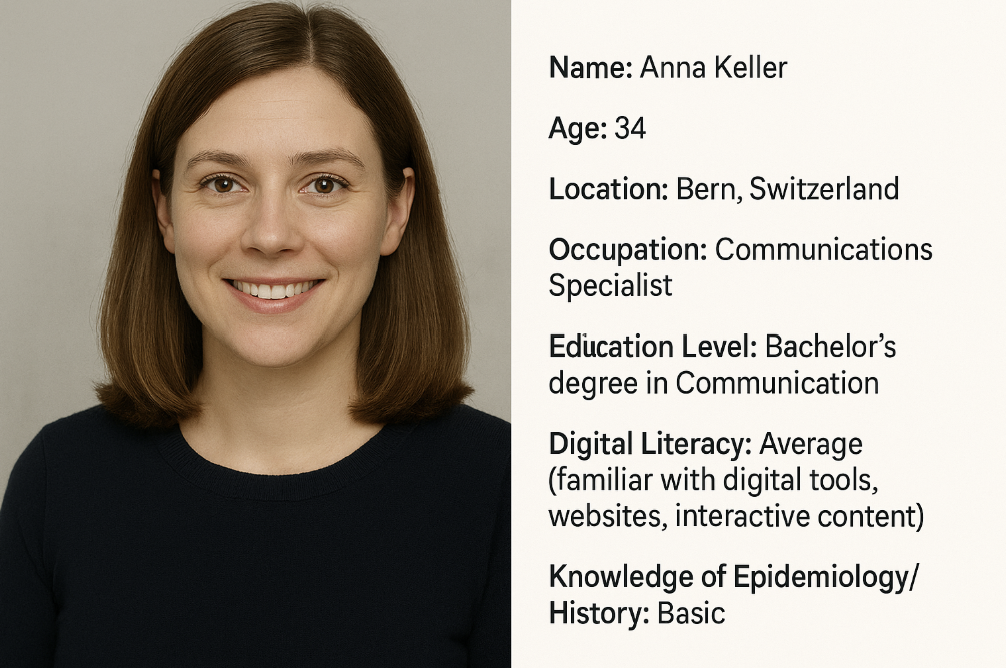 Name: Anna Keller
Age: 34
Location: Bern, Switzerland
Occupation: Communications
Specialist
Education Level: Bachelor’s
degree in Communication
Digital Literacy: Average
(familiar with digital tools,
websites, interactive content)
Knowledge of Epidemiology/
History: Basic